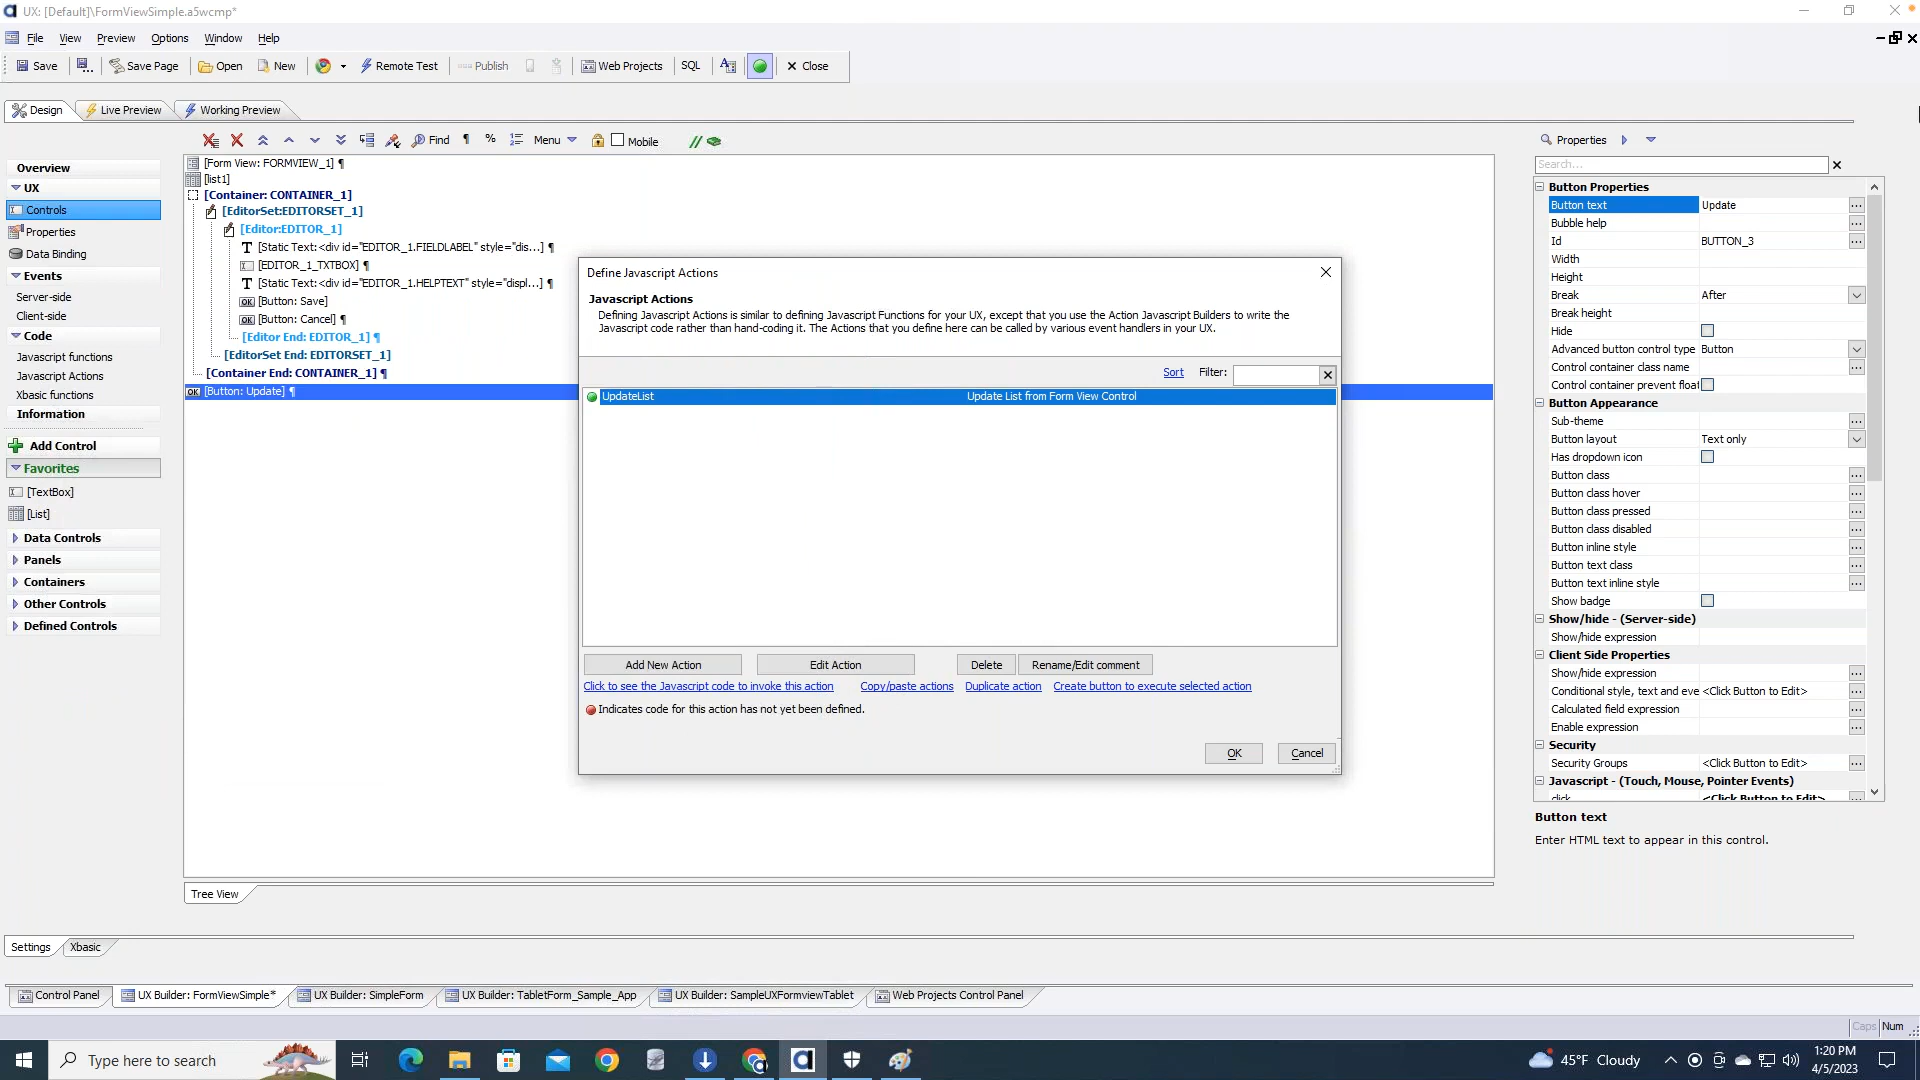 UX: [Default]\FormViewSimple.a5wcmp*
File View Preview Options Window Help
Save Save Page Open New Remote Test Publish Web Projects SQL Close
Design Live Preview Working Preview
Find ¶ % Menu Mobile // Properties
Search...
Overview
UX
Controls
Properties
Data Binding
Events
Server-side
Client-side
Code
Javascript functions
Javascript Actions
Xbasic functions
Information
Add Control
Favorites
[TextBox]
[List]
Data Controls
Panels
Containers
Other Controls
Defined Controls
[Form View: FORMVIEW_1] ¶
[list1]
[Container: CONTAINER_1]
[EditorSet:EDITORSET_1]
[Editor:EDITOR_1]
T [Static Text:<div id="EDITOR_1.FIELDLABEL" style="dis...] ¶
[EDITOR_1_TXTBOX] ¶
T [Static Text:<div id="EDITOR_1.HELPTEXT" style="displ...] ¶
OK [Button: Save]
OK [Button: Cancel] ¶
[Editor End: EDITOR_1] ¶
[EditorSet End: EDITORSET_1]
[Container End: CONTAINER_1] ¶
OK [Button: Update] ¶
Define Javascript Actions
Javascript Actions
Defining Javascript Actions is similar to defining Javascript Functions for your UX, except that you use the Action Javascript Builders to write the
Javascript code rather than hand-coding it. The Actions that you define here can be called by various event handlers in your UX.
Sort Filter:
UpdateList Update List from Form View Control
Add New Action Edit Action Delete Rename/Edit comment
Click to see the Javascript code to invoke this action Copy/paste actions Duplicate action Create button to execute selected action
Indicates code for this action has not yet been defined.
OK Cancel
Button Properties
Button text Update
Bubble help
Id BUTTON_3
Width
Height
Break After
Break height
Hide
Advanced button control type Button
Control container class name
Control container prevent float
Button Appearance
Sub-theme
Button layout Text only
Has dropdown icon
Button class
Button class hover
Button class pressed
Button class disabled
Button inline style
Button text class
Button text inline style
Show badge
Show/hide - (Server-side)
Show/hide expression
Client Side Properties
Show/hide expression
Conditional style, text and eve <Click Button to Edit>
Calculated field expression
Enable expression
Security
Security Groups <Click Button to Edit>
Javascript - (Touch, Mouse, Pointer Events)
click <Click Button to Edit>
Button text
Enter HTML text to appear in this control.
Tree View
Settings Xbasic
Control Panel UX Builder: FormViewSimple* UX Builder: SimpleForm UX Builder: TabletForm_Sample_App UX Builder: SampleUXFormviewTablet Web Projects Control Panel
Caps Num
Type here to search
45°F Cloudy
1:20 PM
4/5/2023